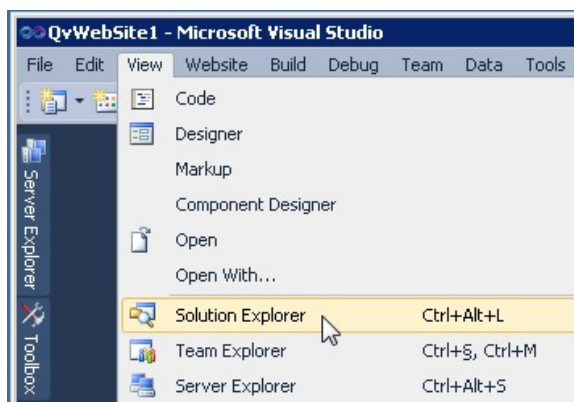 QvWebSite1 - Microsoft Visual Studio
File Edit View Website Build Debug Team Data Tools
Server Explorer
Toolbox
Code
Designer
Markup
Component Designer
Open
Open With...
Solution Explorer Ctrl+Alt+L
Team Explorer Ctrl+§, Ctrl+M
Server Explorer Ctrl+Alt+S